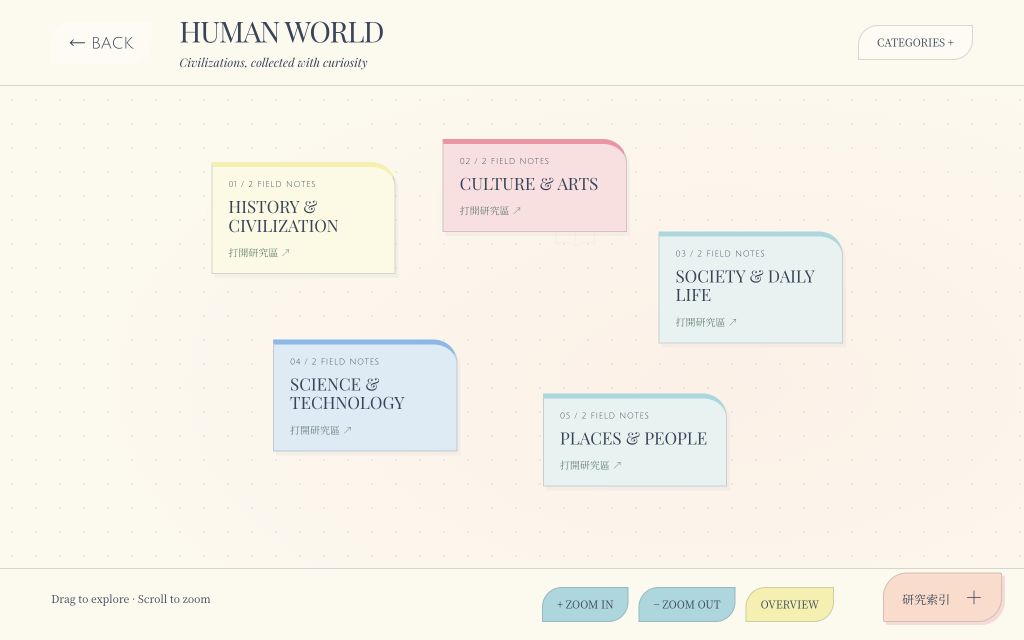 ← BACK
HUMAN WORLD
Civilizations, collected with curiosity
CATEGORIES +
01 / 2 FIELD NOTES
HISTORY &
CIVILIZATION
打開研究區 ↗
02 / 2 FIELD NOTES
CULTURE & ARTS
打開研究區 ↗
03 / 2 FIELD NOTES
SOCIETY & DAILY
LIFE
打開研究區 ↗
04 / 2 FIELD NOTES
SCIENCE &
TECHNOLOGY
打開研究區 ↗
05 / 2 FIELD NOTES
PLACES & PEOPLE
打開研究區 ↗
Drag to explore · Scroll to zoom
+ ZOOM IN
− ZOOM OUT
OVERVIEW
研究索引 +